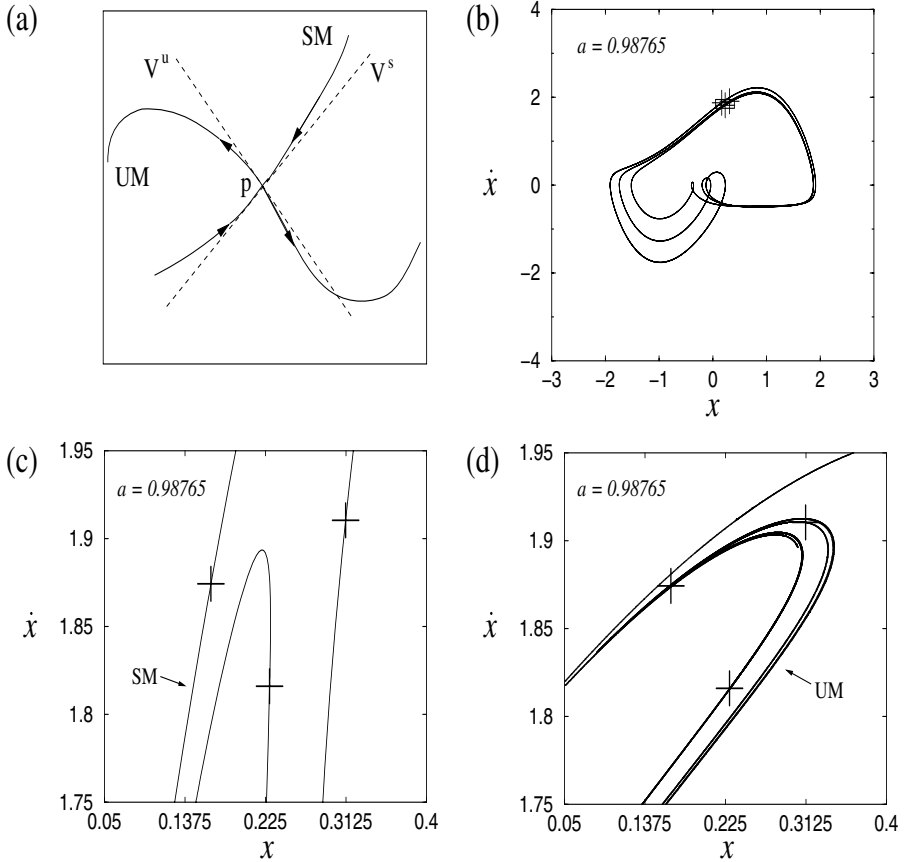 (a)
SM
V^u
V^s
UM
p
(b)
a = 0.98765
4
2
0
−2
−4
ẋ
−3 −2 −1 0 1 2 3
x
(c)
a = 0.98765
1.95
1.9
1.85
1.8
1.75
ẋ
SM
0.05 0.1375 0.225 0.3125 0.4
x
(d)
a = 0.98765
1.95
1.9
1.85
1.8
1.75
ẋ
UM
0.05 0.1375 0.225 0.3125 0.4
x